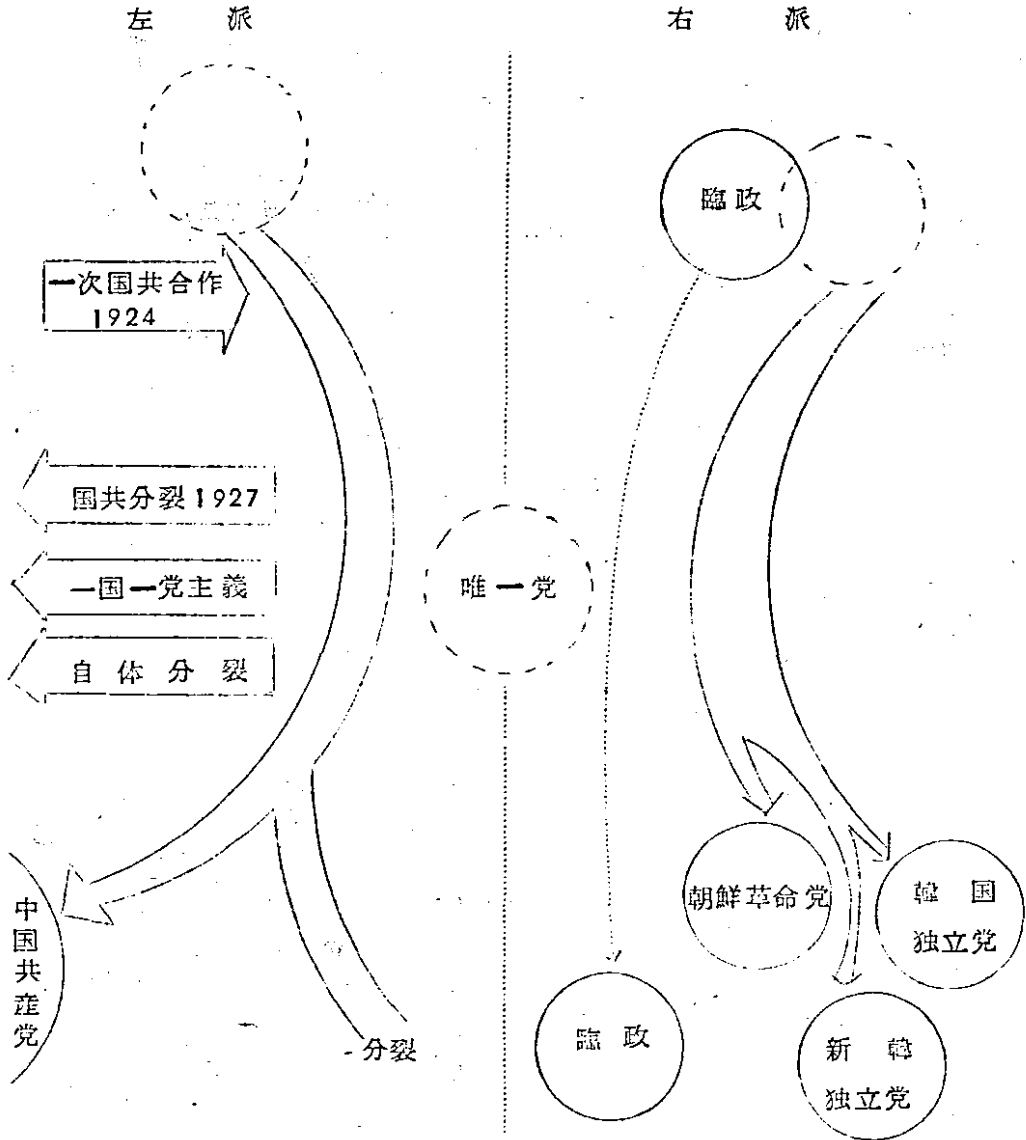 左派
右派
臨政
一次国共合作
1924
国共分裂1927
一国一党主義
唯一党
自体分裂
朝鮮革命党
韓国
独立党
中国共産党
分裂
臨政
新韓
独立党